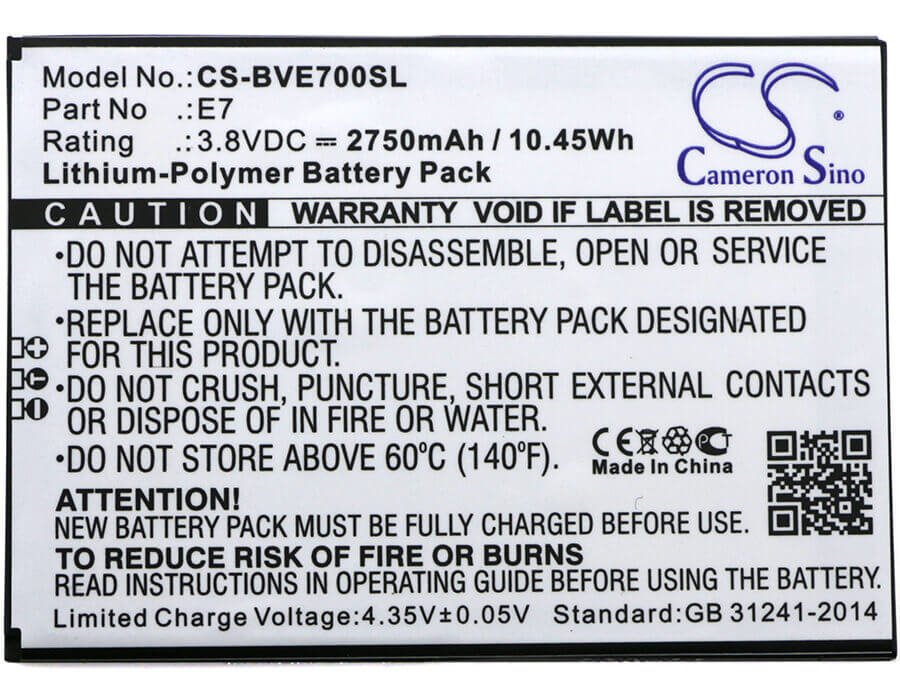 Model No.:CS-BVE700SL
Part No .:E7
Rating .:3.8VDC ⎓ 2750mAh / 10.45Wh
Lithium-Polymer Battery Pack
CS ®
Cameron Sino
CAUTION WARRANTY VOID IF LABEL IS REMOVED
•DO NOT ATTEMPT TO DISASSEMBLE, OPEN OR SERVICE
THE BATTERY PACK.
•REPLACE ONLY WITH THE BATTERY PACK DESIGNATED
FOR THIS PRODUCT.
•DO NOT CRUSH, PUNCTURE, SHORT EXTERNAL CONTACTS
OR DISPOSE OF IN FIRE OR WATER.
•DO NOT STORE ABOVE 60°C (140°F).
+
T
−
CE PCT
Made In China
ATTENTION!
NEW BATTERY PACK MUST BE FULLY CHARGED BEFORE USE.
TO REDUCE RISK OF FIRE OR BURNS
READ INSTRUCTIONS AND OPERATING GUIDE BEFORE USING THE BATTERY.
Limited Charge Voltage:4.35V±0.05V Standard:GB 31241-2014